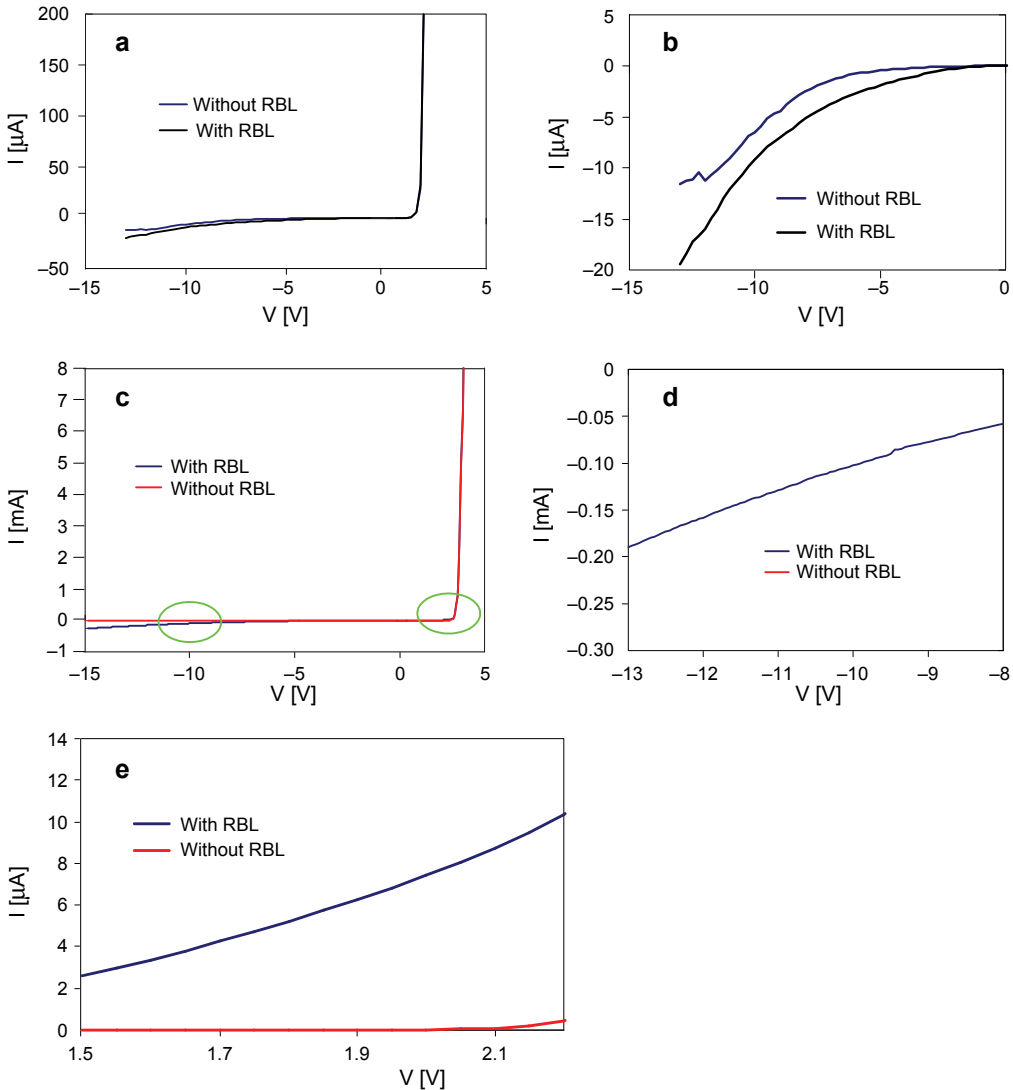 a
200
150
100
50
0
–50
I [µA]
Without RBL
With RBL
–15
–10
–5
0
5
V [V]
b
5
0
–5
–10
–15
–20
I [µA]
Without RBL
With RBL
–15
–10
–5
0
V [V]
c
8
7
6
5
4
3
2
1
0
–1
I [mA]
With RBL
Without RBL
–15
–10
–5
0
5
V [V]
d
0
–0.05
–0.10
–0.15
–0.20
–0.25
–0.30
I [mA]
With RBL
Without RBL
–13
–12
–11
–10
–9
–8
V [V]
e
14
12
10
8
6
4
2
0
I [µA]
With RBL
Without RBL
1.5
1.7
1.9
2.1
V [V]